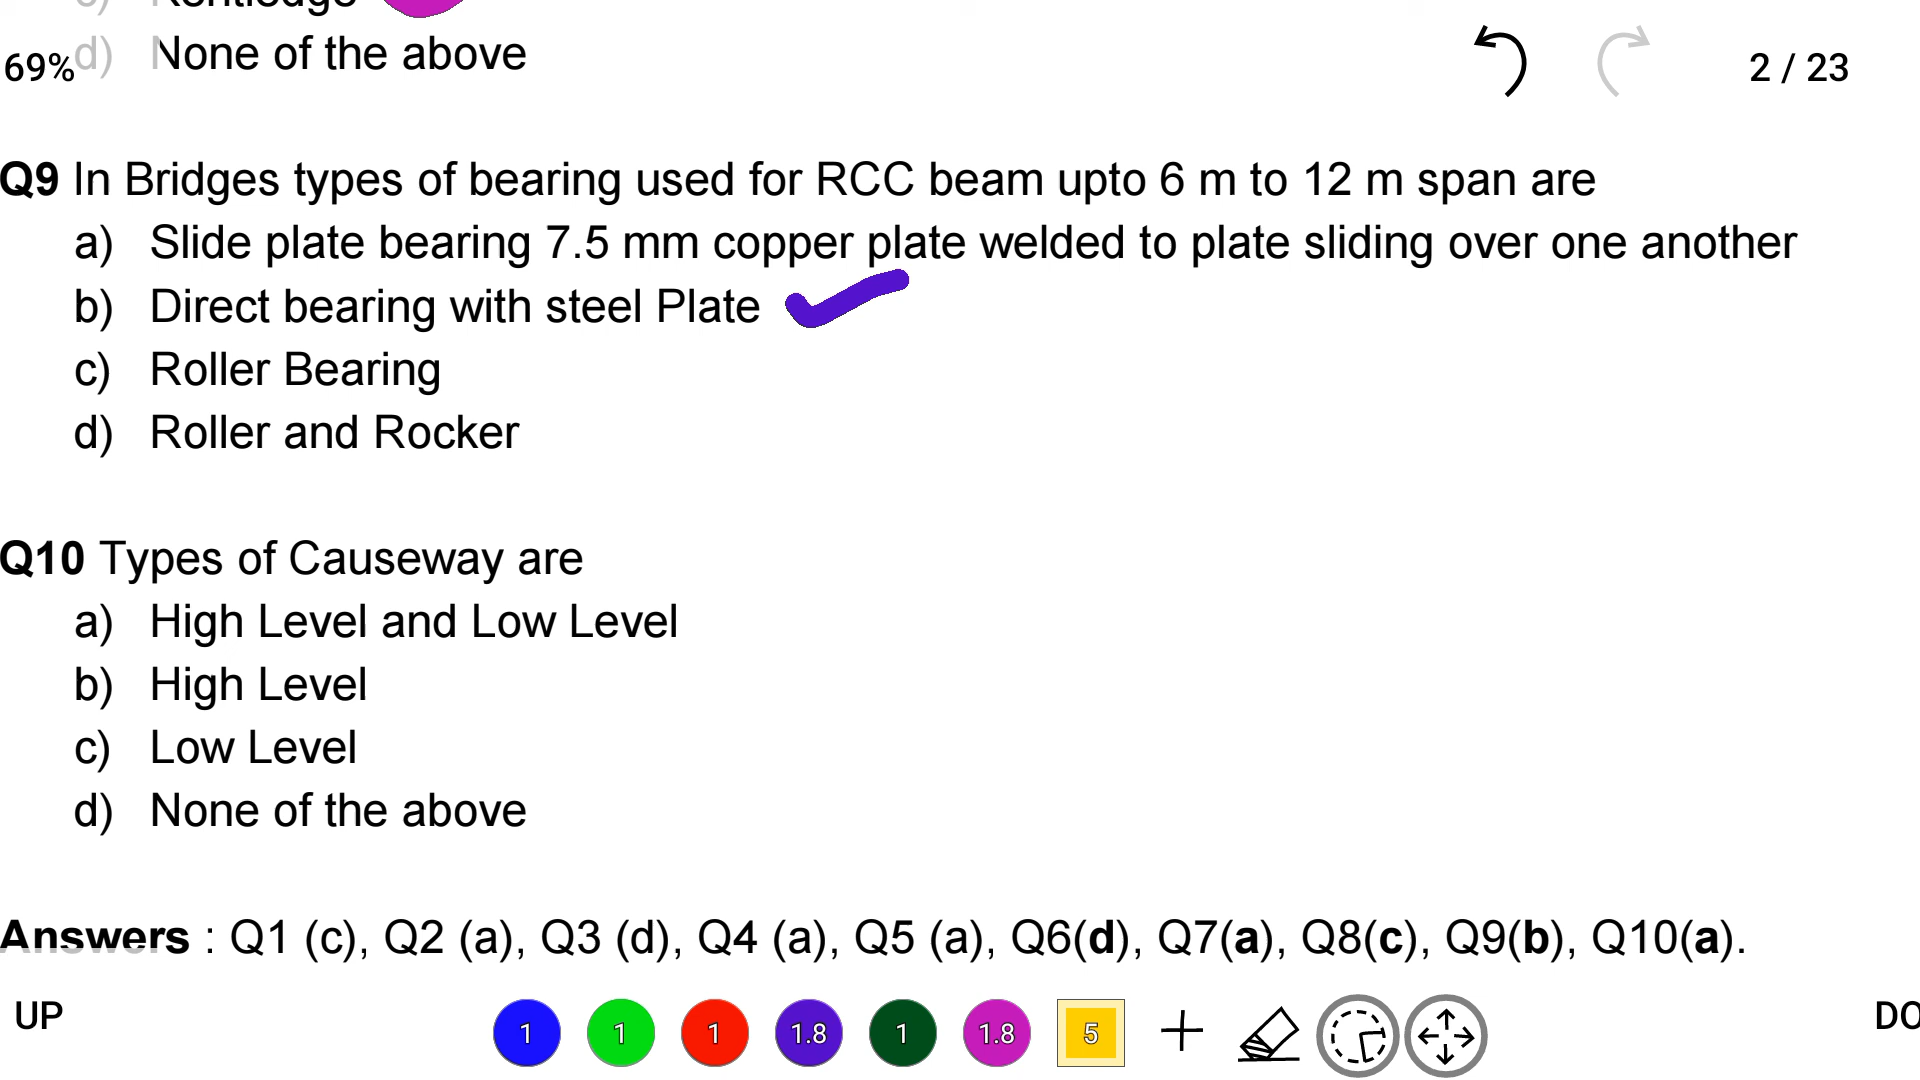 d) None of the above
69%
2 / 23
Q9 In Bridges types of bearing used for RCC beam upto 6 m to 12 m span are
a) Slide plate bearing 7.5 mm copper plate welded to plate sliding over one another
b) Direct bearing with steel Plate
c) Roller Bearing
d) Roller and Rocker
Q10 Types of Causeway are
a) High Level and Low Level
b) High Level
c) Low Level
d) None of the above
Answers : Q1 (c), Q2 (a), Q3 (d), Q4 (a), Q5 (a), Q6(d), Q7(a), Q8(c), Q9(b), Q10(a).
UP
1 1 1 1.8 1 1.8 5
DO